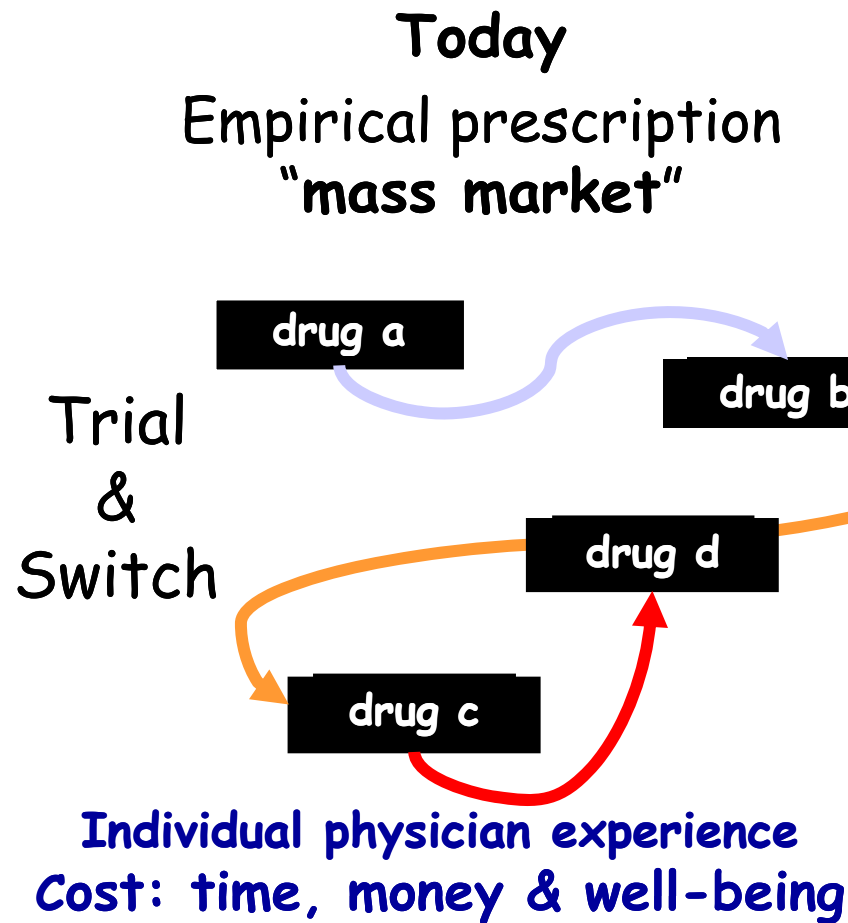 Today
Empirical prescription
“mass market”
drug a
drug b
Trial
&
Switch
drug d
drug c
Individual physician experience
Cost: time, money & well-being